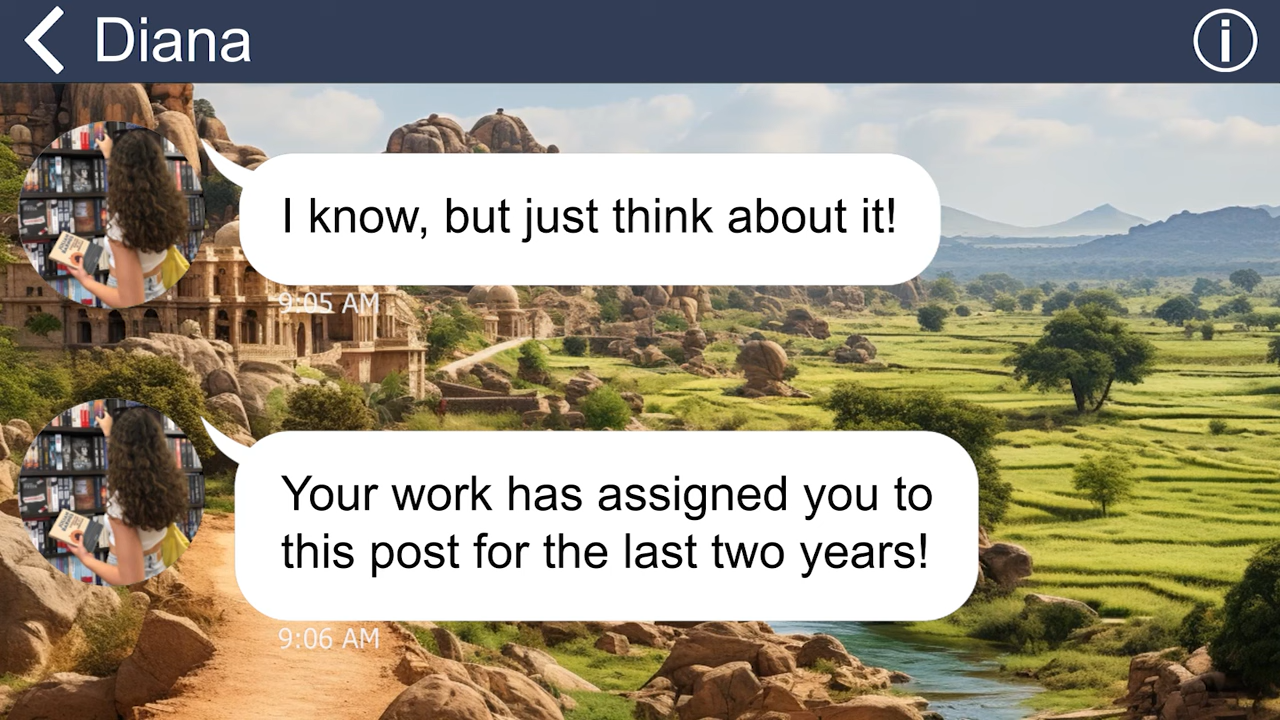 Diana
I know, but just think about it!
9:05 AM
Your work has assigned you to
this post for the last two years!
9:06 AM